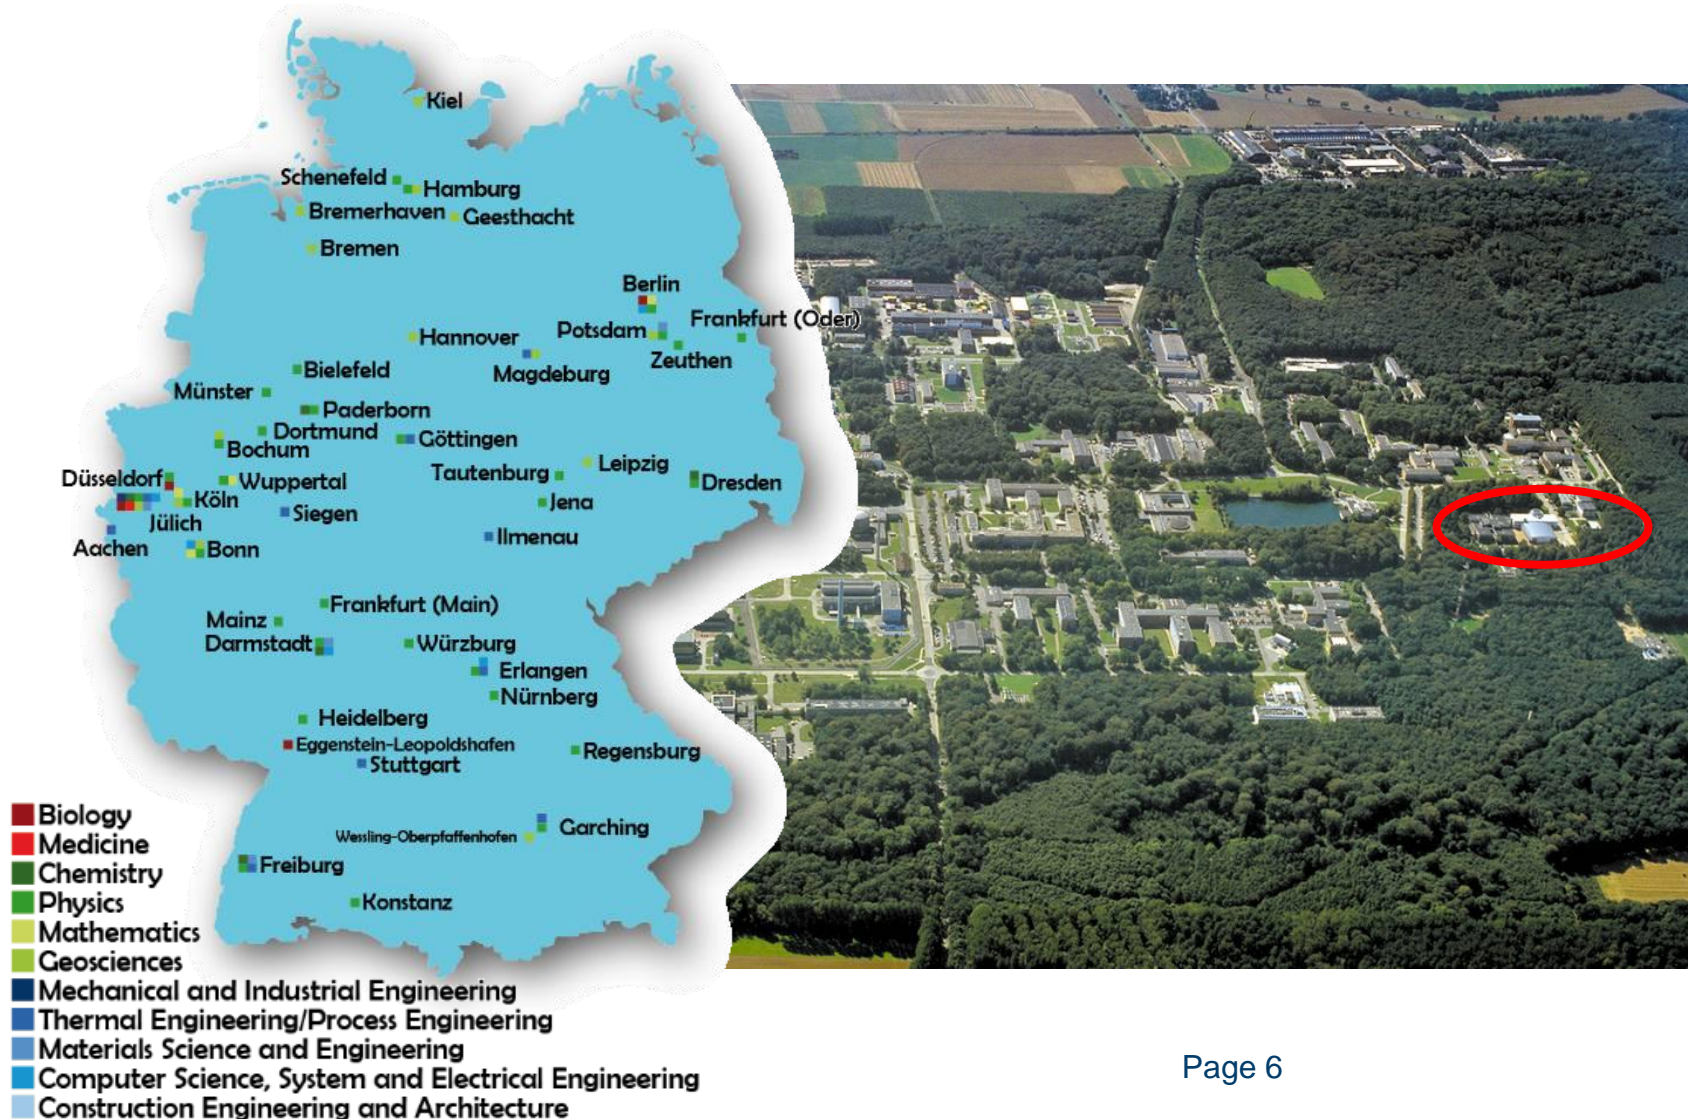 Kiel
Schenefeld
Hamburg
Bremerhaven
Geesthacht
Bremen
Berlin
Frankfurt (Oder)
Potsdam
Hannover
Zeuthen
Magdeburg
Bielefeld
Münster
Paderborn
Dortmund
Göttingen
Bochum
Leipzig
Tautenburg
Düsseldorf
Wuppertal
Dresden
Köln
Jena
Siegen
Jülich
Ilmenau
Aachen
Bonn
Frankfurt (Main)
Mainz
Darmstadt
Würzburg
Erlangen
Nürnberg
Heidelberg
Eggenstein-Leopoldshafen
Regensburg
Stuttgart
Garching
Wessling-Oberpfaffenhofen
Freiburg
Konstanz
Biology
Medicine
Chemistry
Physics
Mathematics
Geosciences
Mechanical and Industrial Engineering
Thermal Engineering/Process Engineering
Materials Science and Engineering
Computer Science, System and Electrical Engineering
Construction Engineering and Architecture
Page 6